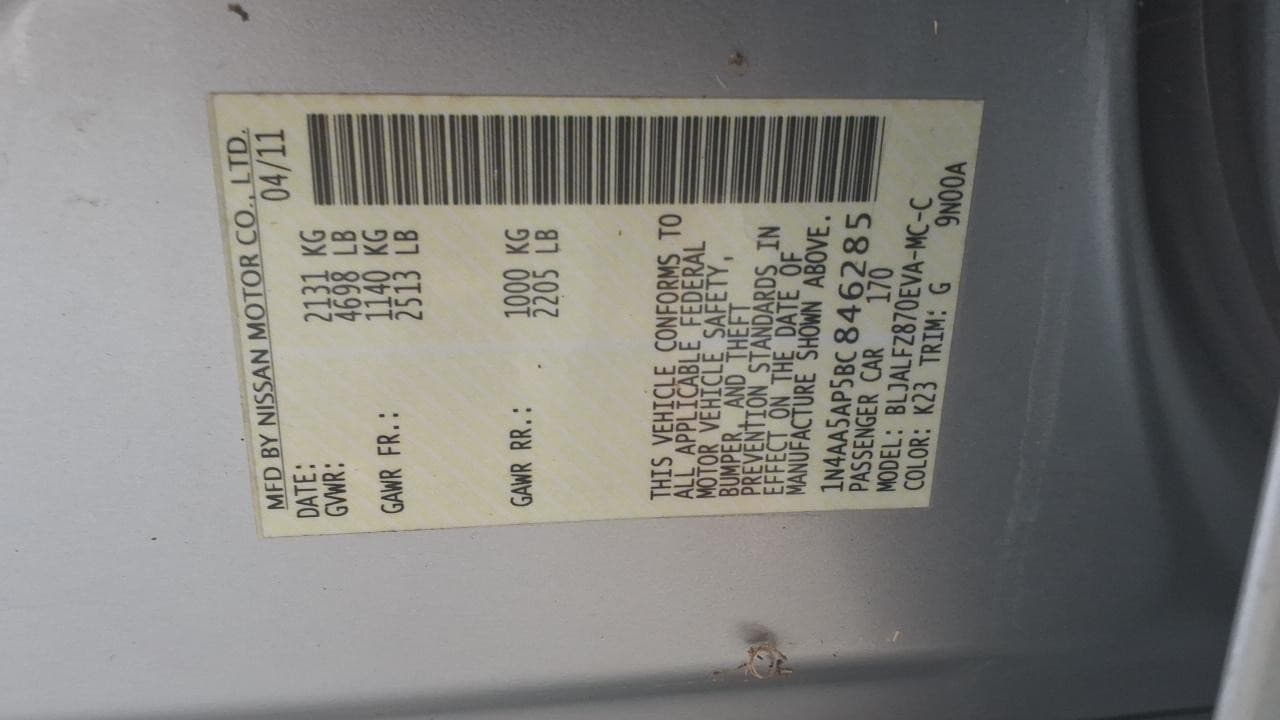 MFD BY NISSAN MOTOR CO., LTD.
DATE: 04/11
GVWR: 2131 KG
4698 LB
GAWR FR.: 1140 KG
2513 LB
GAWR RR.: 1000 KG
2205 LB
THIS VEHICLE CONFORMS TO
ALL APPLICABLE FEDERAL
MOTOR VEHICLE SAFETY,
BUMPER, AND THEFT
PREVENTION STANDARDS IN
EFFECT ON THE DATE OF
MANUFACTURE SHOWN ABOVE.
1N4AA5AP5BC846285
PASSENGER CAR 170
MODEL: BLJALFZ870EVA-MC-C
COLOR: K23 TRIM: G 9N00A